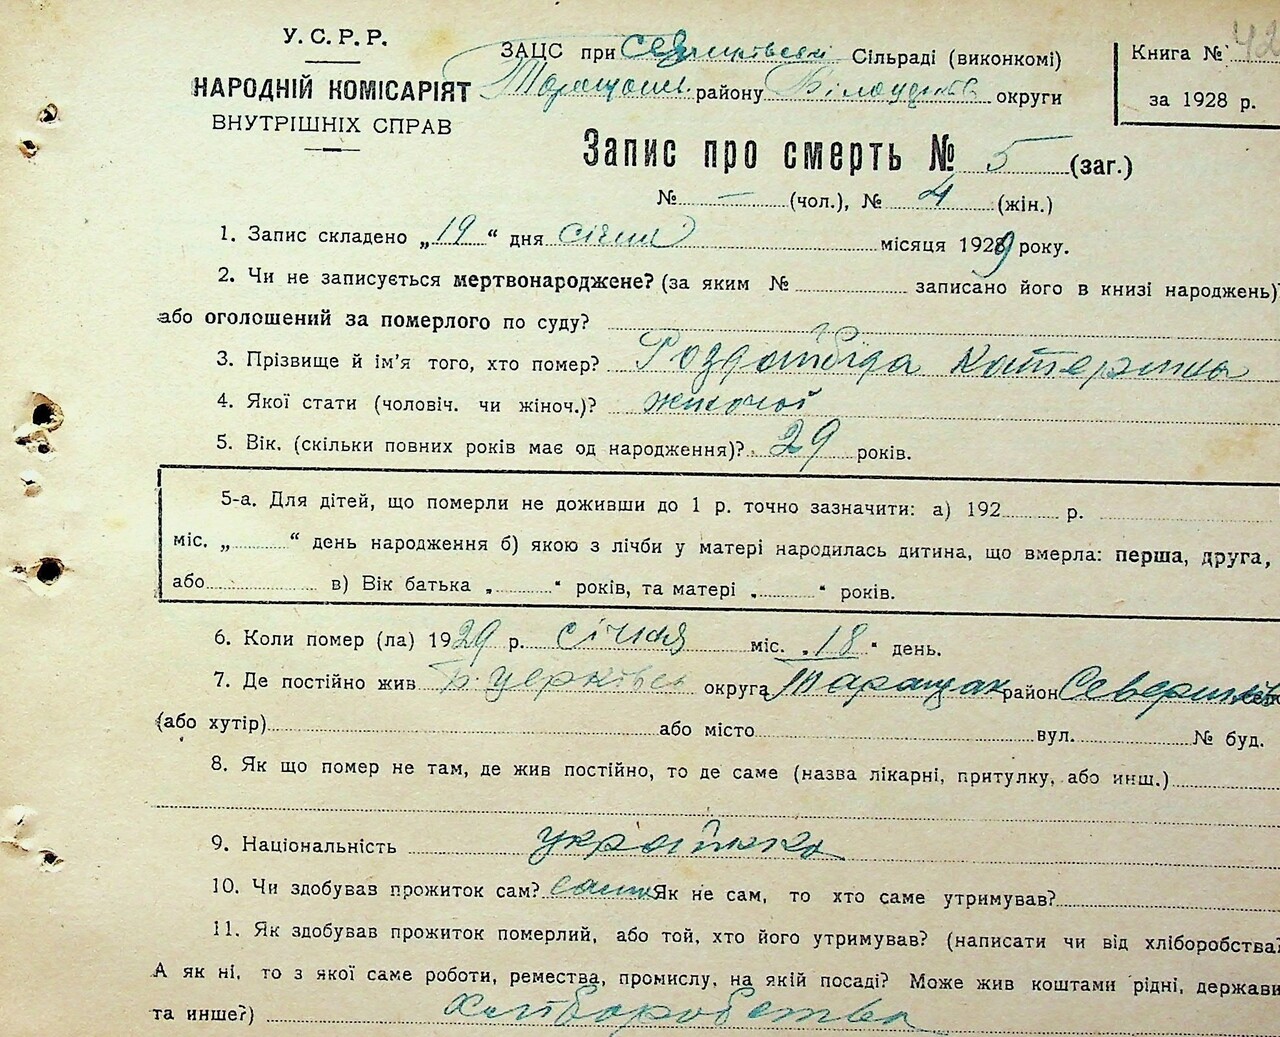 У.С.Р.Р.
НАРОДНІЙ КОМІСАРІЯТ
ВНУТРІШНІХ СПРАВ
ЗАЦС при Сільраді (виконкомі)
району округи
Книга № 42
за 1928 р.
Запис про смерть № 5 (заг.)
№ — (чол.), № 4 (жін.)
1. Запис складено „19“ дня січня місяця 1929 року.
2. Чи не записується мертвонароджене? (за яким № записано його в книзі народжень)?
або оголошений за померлого по суду?
3. Прізвище й ім'я того, хто помер? Роздайбіда Катерина
4. Якої стати (чоловіч. чи жіноч.)? жіночої
5. Вік. (скільки повних років має од народження)? 29 років.
5-а. Для дітей, що померли не доживши до 1 р. точно зазначити: а) 192 р.
міс. „ “ день народження б) якою з лічби у матері народилась дитина, що вмерла: перша, друга,
або в) Вік батька „ “ років, та матері „ “ років.
6. Коли помер (ла) 1929 р. січня міс. „18“ день.
7. Де постійно жив Б. Церківсь округа Таращан район
(або хутір) або місто вул. № буд.
8. Як що помер не там, де жив постійно, то де саме (назва лікарні, притулку, або инш.)
9. Національність українка
10. Чи здобував прожиток сам? сама Як не сам, то хто саме утримував?
11. Як здобував прожиток померлий, або той, хто його утримував? (написати чи від хліборобства?
А як ні, то з якої саме роботи, ремества, промислу, на якій посаді? Може жив коштами рідні, держави
та инше?) хліборобства